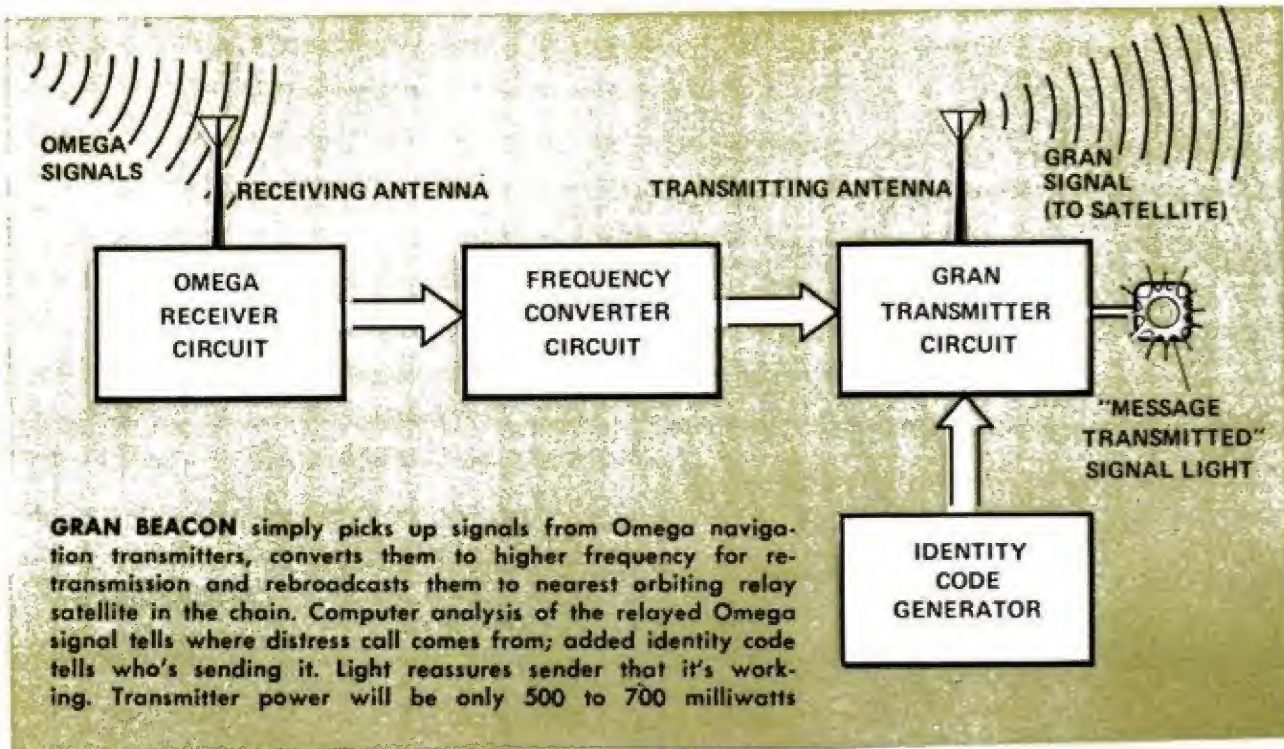 OMEGA
SIGNALS
RECEIVING ANTENNA
TRANSMITTING ANTENNA
GRAN
SIGNAL
(TO SATELLITE)
OMEGA
RECEIVER
CIRCUIT
FREQUENCY
CONVERTER
CIRCUIT
GRAN
TRANSMITTER
CIRCUIT
"MESSAGE
TRANSMITTED"
SIGNAL LIGHT
IDENTITY
CODE
GENERATOR
GRAN BEACON simply picks up signals from Omega naviga-
tion transmitters, converts them to higher frequency for re-
transmission and rebroadcasts them to nearest orbiting relay
satellite in the chain. Computer analysis of the relayed Omega
signal tells where distress call comes from; added identity code
tells who's sending it. Light reassures sender that it's work-
ing. Transmitter power will be only 500 to 700 milliwatts